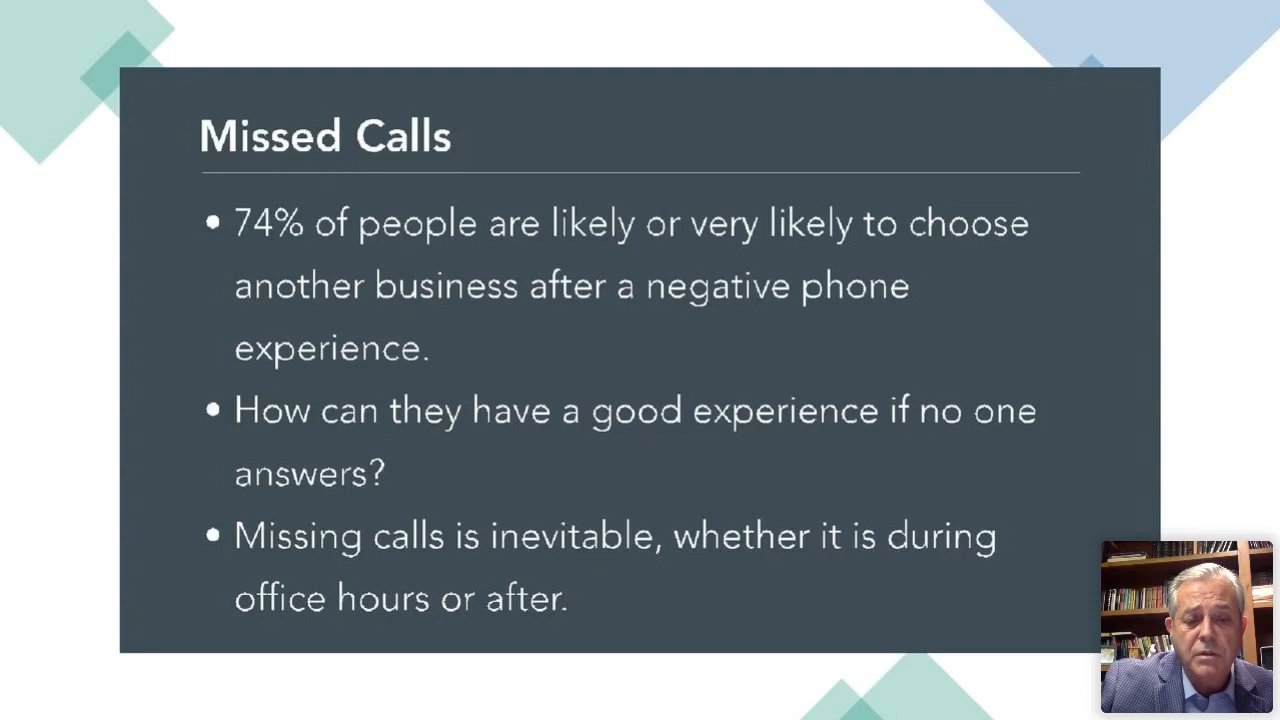 Missed Calls
• 74% of people are likely or very likely to choose
another business after a negative phone
experience.
• How can they have a good experience if no one
answers?
• Missing calls is inevitable, whether it is during
office hours or after.